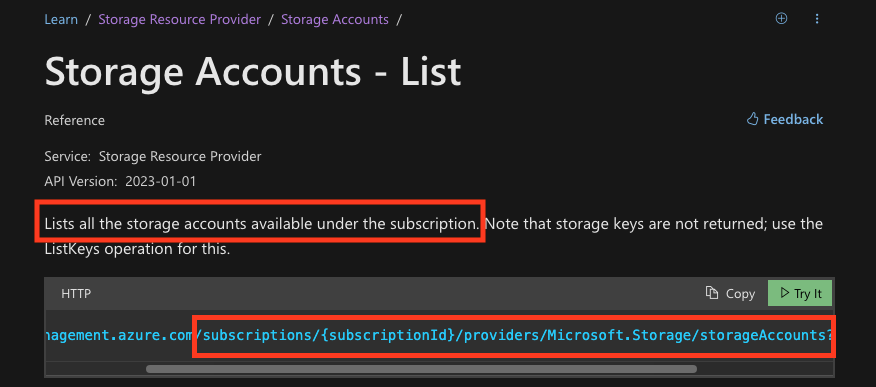 Learn / Storage Resource Provider / Storage Accounts /
Storage Accounts - List
Reference
Feedback
Service: Storage Resource Provider
API Version: 2023-01-01
Lists all the storage accounts available under the subscription. Note that storage keys are not returned; use the
ListKeys operation for this.
HTTP
Copy
Try It
nagement.azure.com/subscriptions/{subscriptionId}/providers/Microsoft.Storage/storageAccounts?